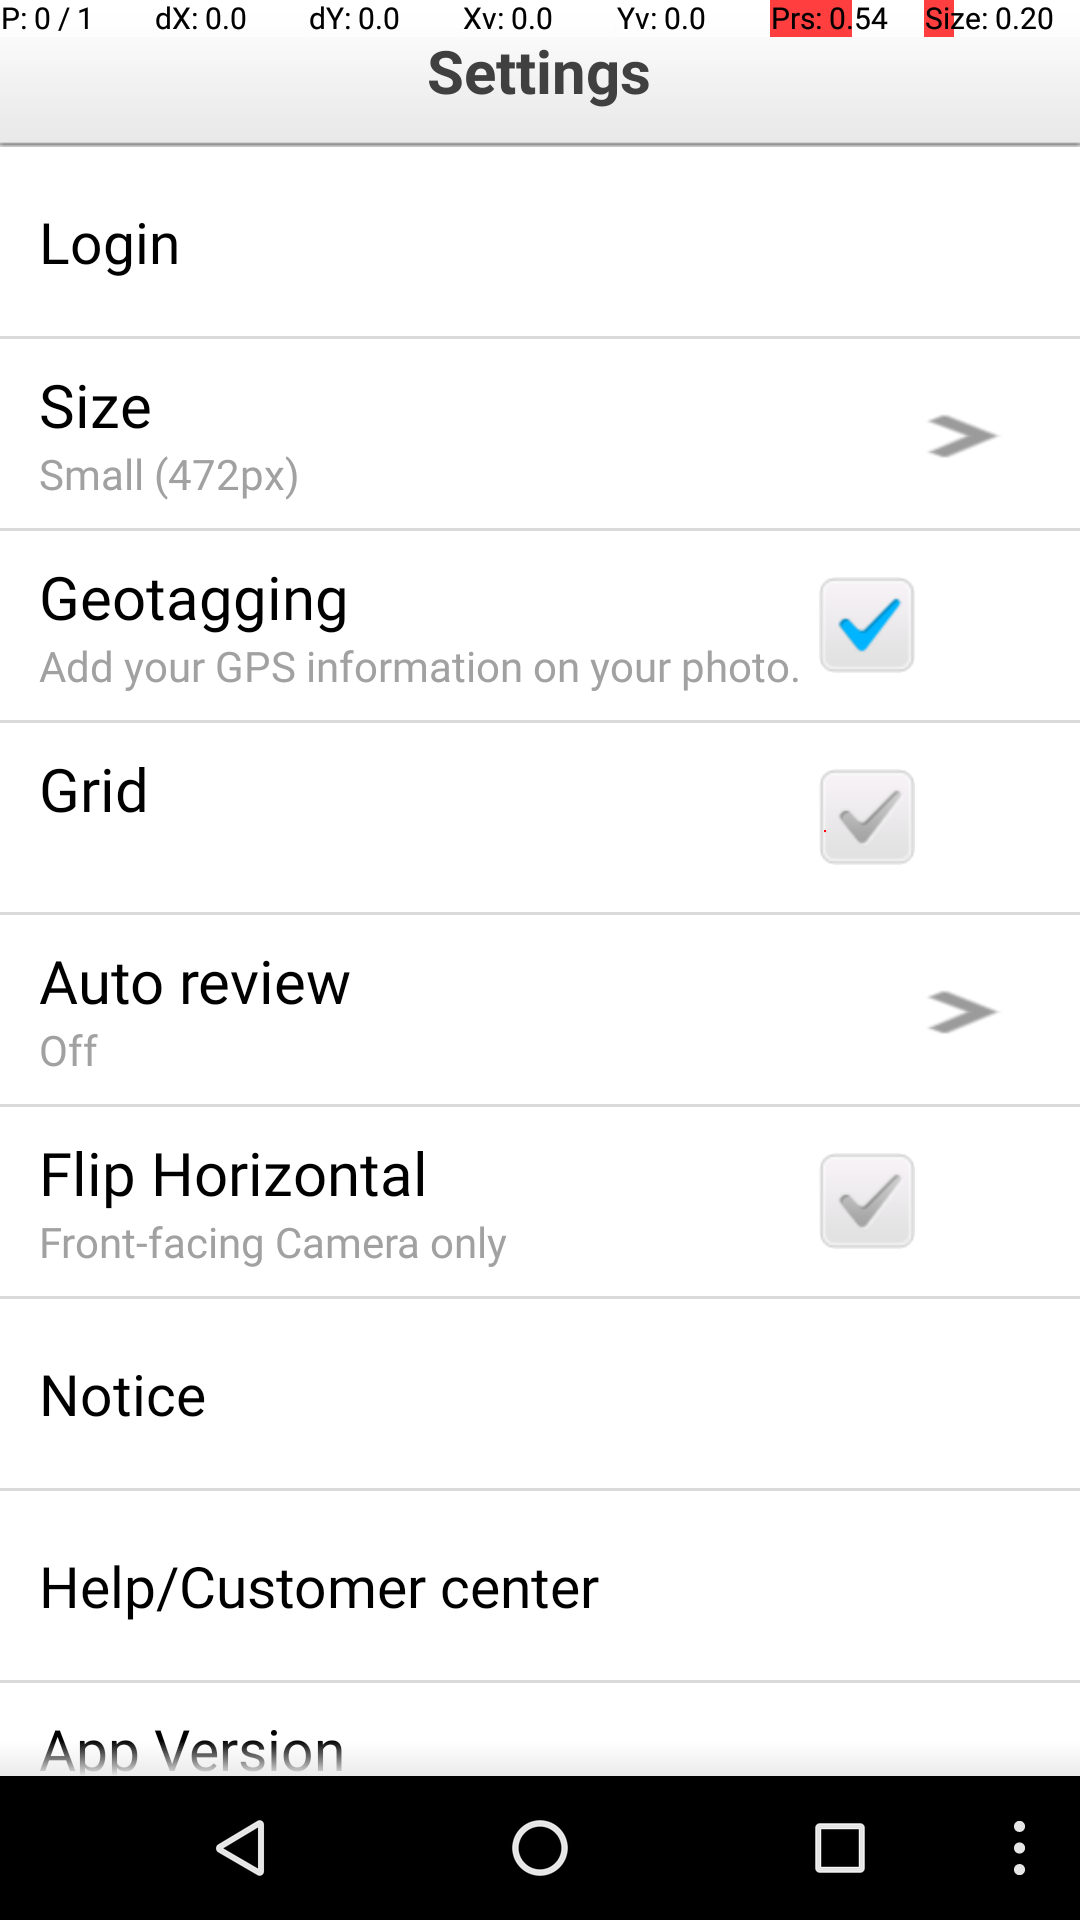 P: 0 / 1 dX: 0.0 dY: 0.0 Xv: 0.0 Yv: 0.0 Prs: 0.54 Size: 0.20
Settings
Login
Size
Small (472px)
Geotagging
Add your GPS information on your photo.
Grid
Auto review
Off
Flip Horizontal
Front-facing Camera only
Notice
Help/Customer center
App Version